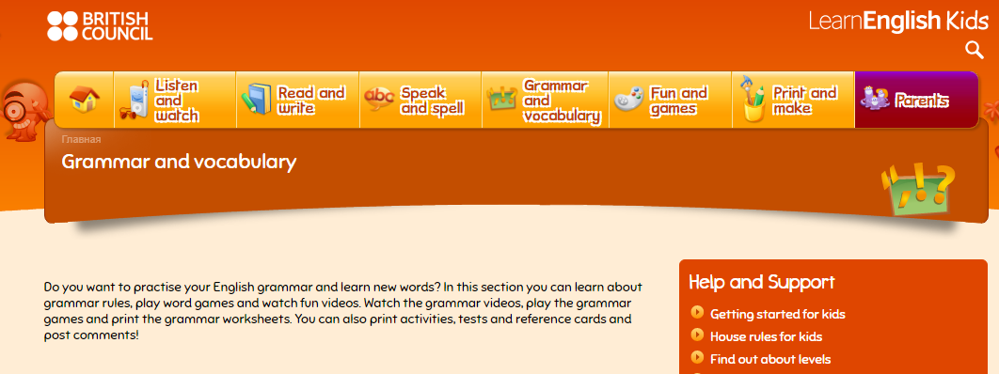 BRITISH
COUNCIL
LearnEnglish Kids
Listen
and
watch
Read and
write
abc
Speak
and spell
Grammar
and
vocabulary
Fun and
games
Print and
make
Parents
Главная
Grammar and vocabulary
Do you want to practise your English grammar and learn new words? In this section you can learn about
grammar rules, play word games and watch fun videos. Watch the grammar videos, play the grammar
games and print the grammar worksheets. You can also print activities, tests and reference cards and
post comments!
Help and Support
Getting started for kids
House rules for kids
Find out about levels